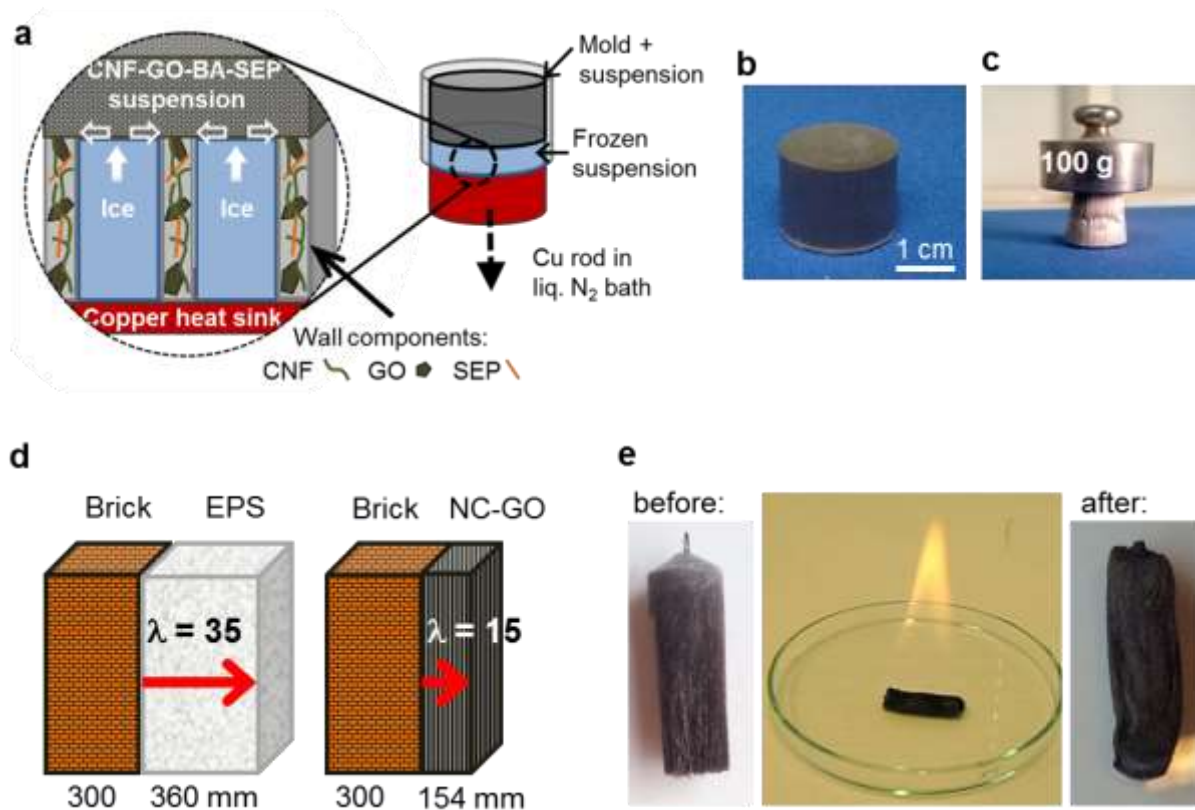 a
CNF-GO-BA-SEP
suspension
Ice
Ice
Copper heat sink
Mold +
suspension
Frozen
suspension
Cu rod in
liq. N₂ bath
Wall components:
CNF GO SEP
b
1 cm
c
100 g
d
Brick EPS
λ = 35
300 360 mm
Brick NC-GO
λ = 15
300 154 mm
e
before:
after: